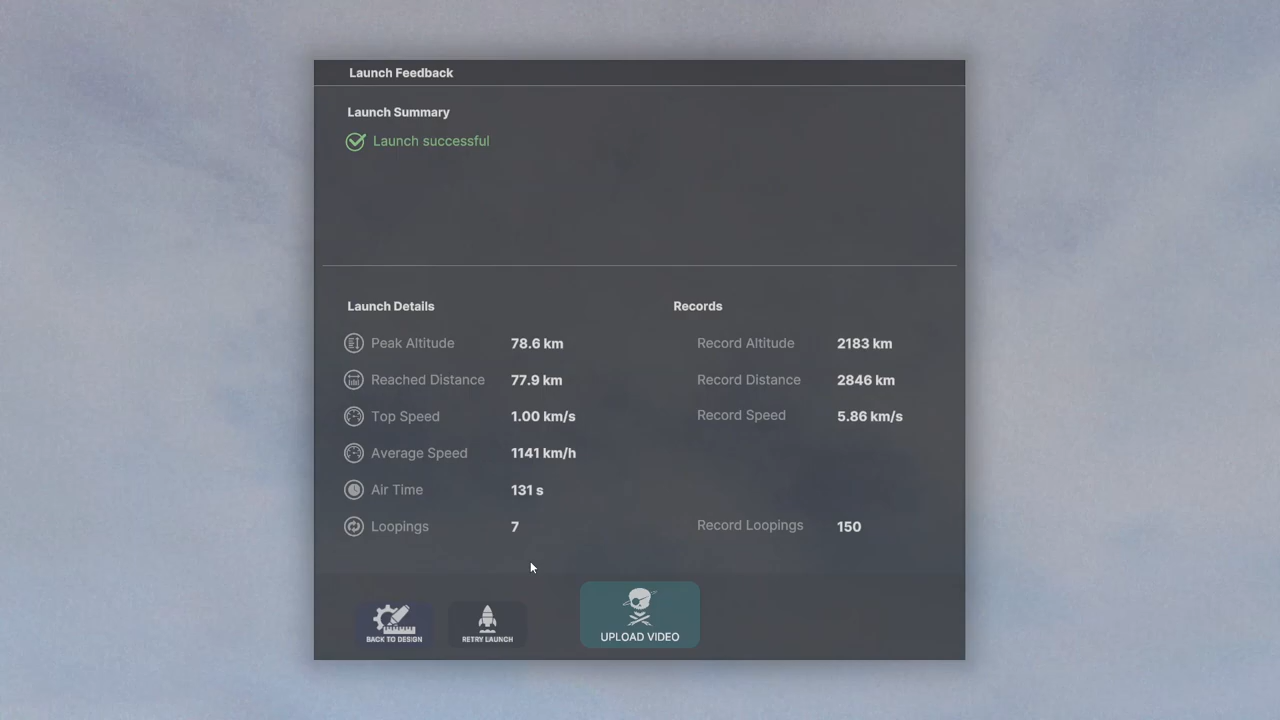 Launch Feedback
Launch Summary
Launch successful
Launch Details
Records
Peak Altitude 78.6 km Record Altitude 2183 km
Reached Distance 77.9 km Record Distance 2846 km
Top Speed 1.00 km/s Record Speed 5.86 km/s
Average Speed 1141 km/h
Air Time 131 s
Loopings 7 Record Loopings 150
BACK TO DESIGN
RETRY LAUNCH
UPLOAD VIDEO